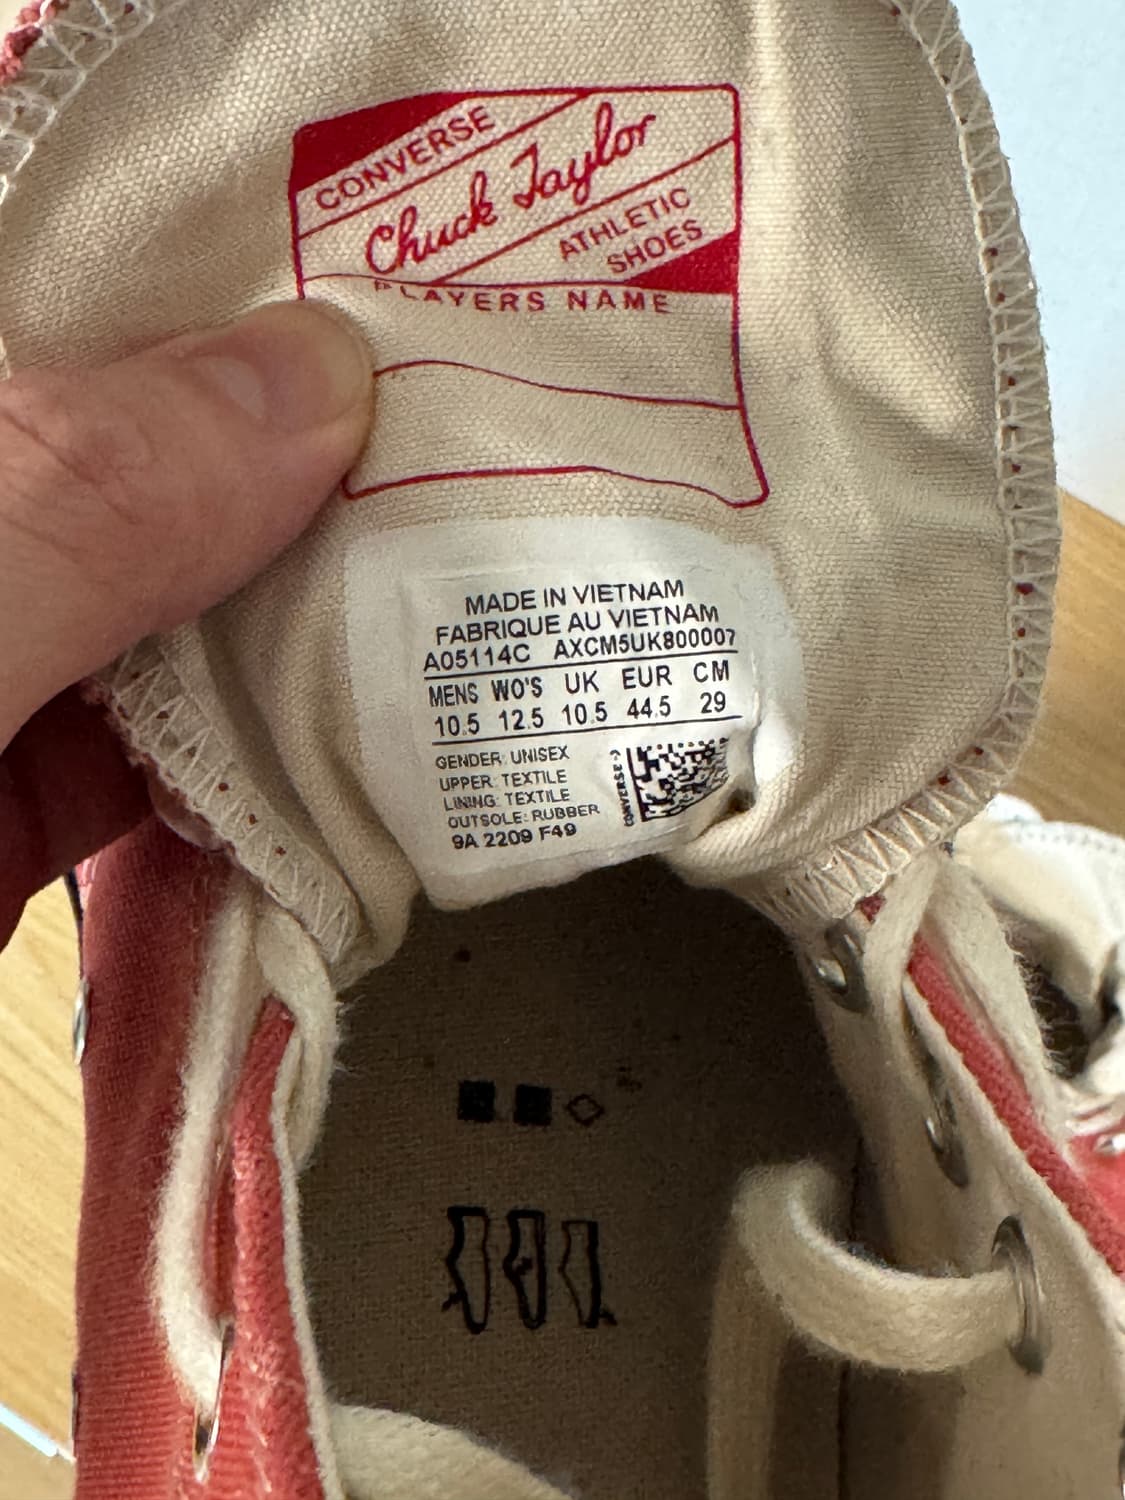 CONVERSE
Chuck Taylor
ATHLETIC
SHOES
PLAYERS NAME
MADE IN VIETNAM
FABRIQUE AU VIETNAM
A05114C AXCM5UK800007
MENS WO'S UK EUR CM
10.5 12.5 10.5 44.5 29
GENDER: UNISEX
UPPER: TEXTILE
LINING: TEXTILE
OUTSOLE: RUBBER
9A 2209 F49
CONVERSE-2